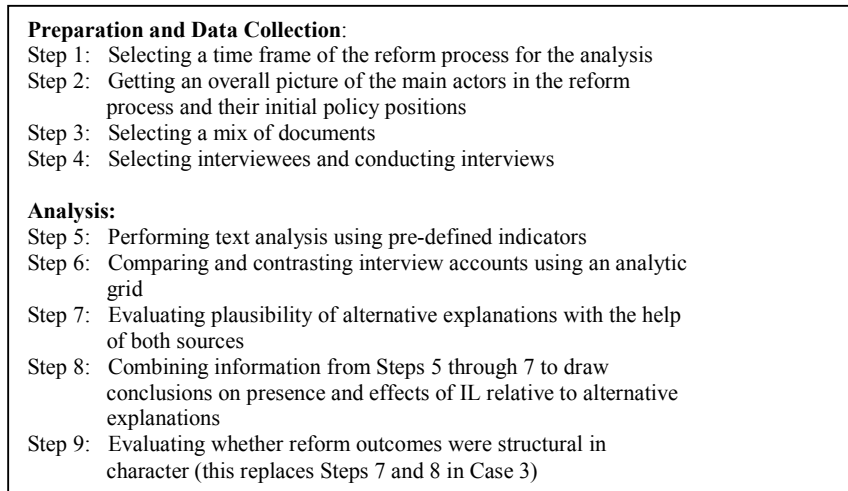 Preparation and Data Collection:
Step 1: Selecting a time frame of the reform process for the analysis
Step 2: Getting an overall picture of the main actors in the reform
process and their initial policy positions
Step 3: Selecting a mix of documents
Step 4: Selecting interviewees and conducting interviews
Analysis:
Step 5: Performing text analysis using pre-defined indicators
Step 6: Comparing and contrasting interview accounts using an analytic
grid
Step 7: Evaluating plausibility of alternative explanations with the help
of both sources
Step 8: Combining information from Steps 5 through 7 to draw
conclusions on presence and effects of IL relative to alternative
explanations
Step 9: Evaluating whether reform outcomes were structural in
character (this replaces Steps 7 and 8 in Case 3)